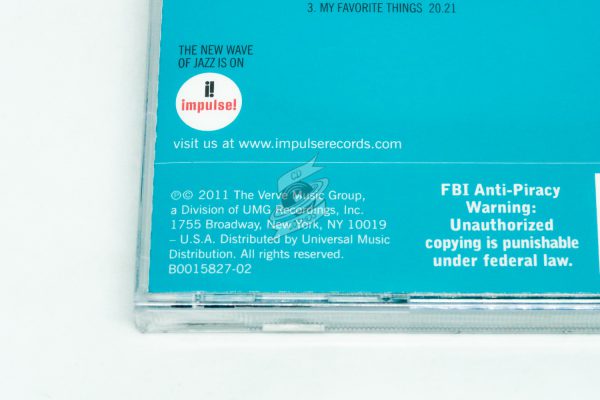 3. MY FAVORITE THINGS 20.21
THE NEW WAVE
OF JAZZ IS ON
i!
impulse!
visit us at www.impulserecords.com
℗© 2011 The Verve Music Group,
a Division of UMG Recordings, Inc.
1755 Broadway, New York, NY 10019
– U.S.A. Distributed by Universal Music
Distribution. All rights reserved.
B0015827-02
FBI Anti-Piracy
Warning:
Unauthorized
copying is punishable
under federal law.
CD